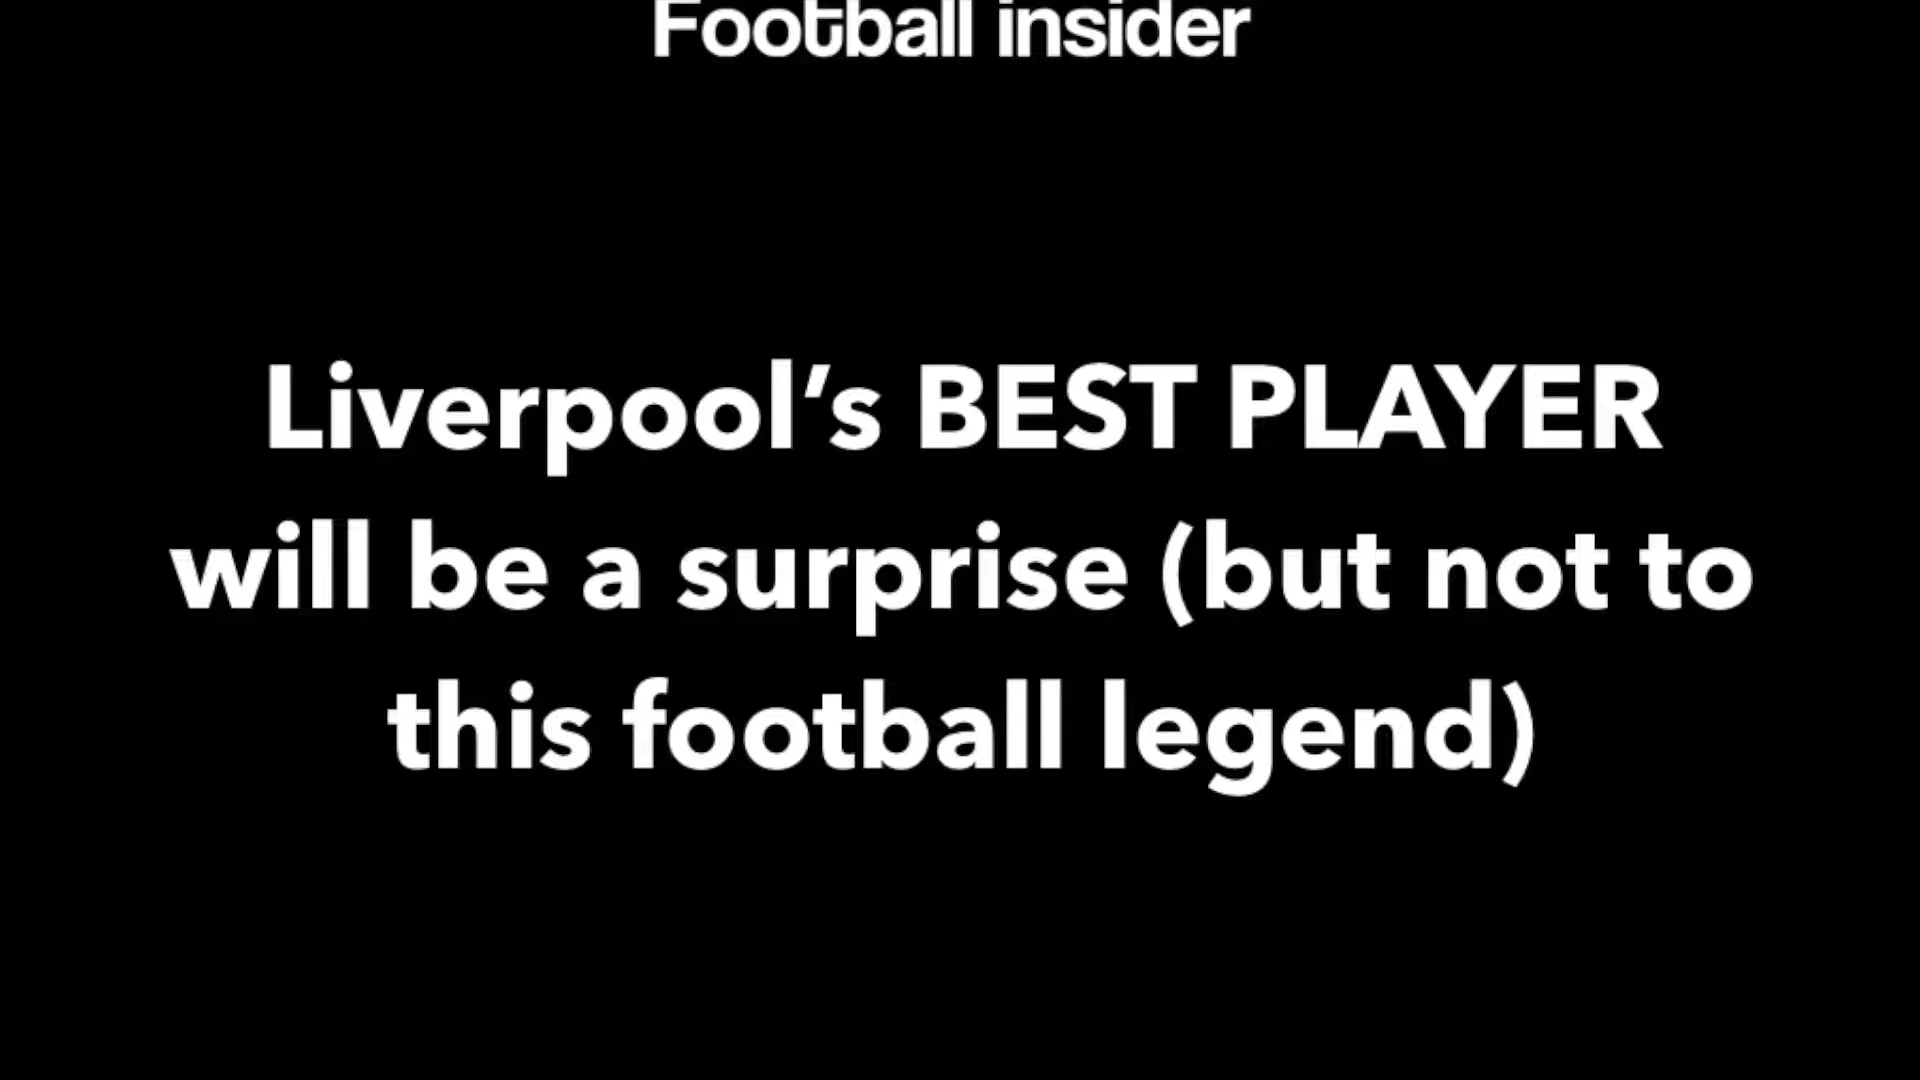 Football insider
Liverpool’s BEST PLAYER
will be a surprise (but not to
this football legend)